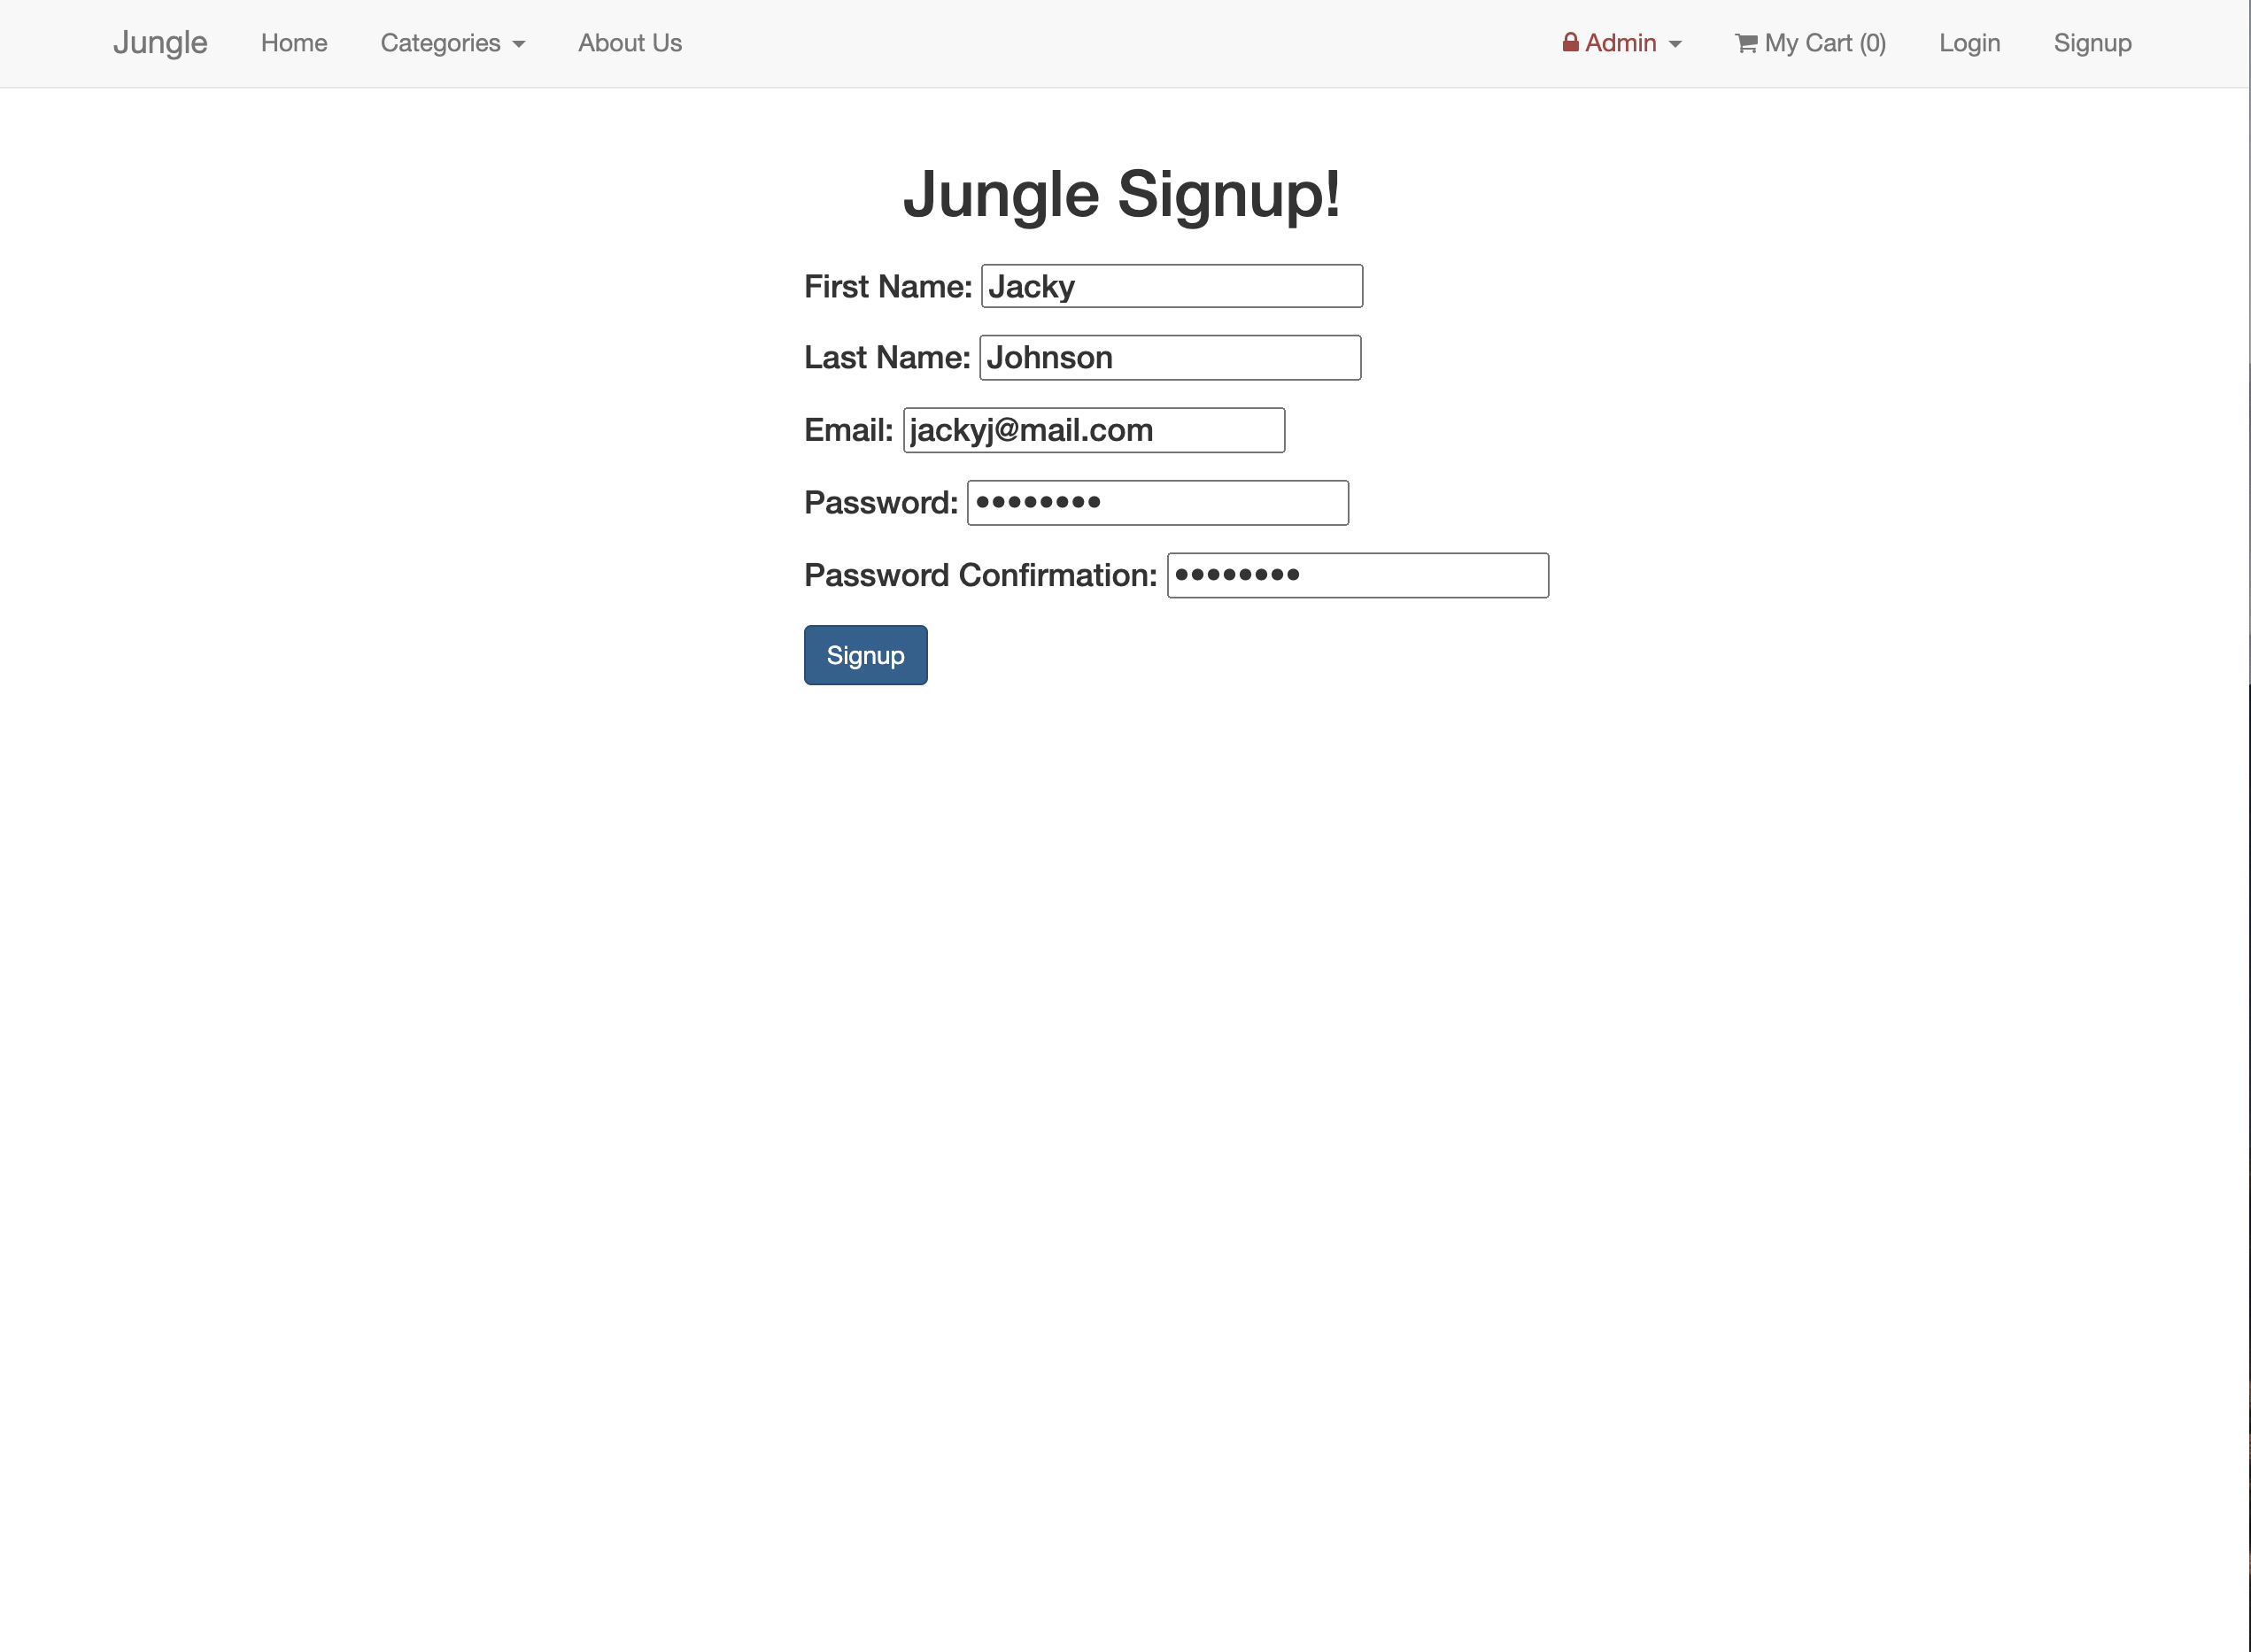 Jungle Home Categories About Us Admin My Cart (0) Login Signup
Jungle Signup!
First Name: Jacky
Last Name: Johnson
Email: jackyj@mail.com
Password: ••••••••
Password Confirmation: ••••••••
Signup